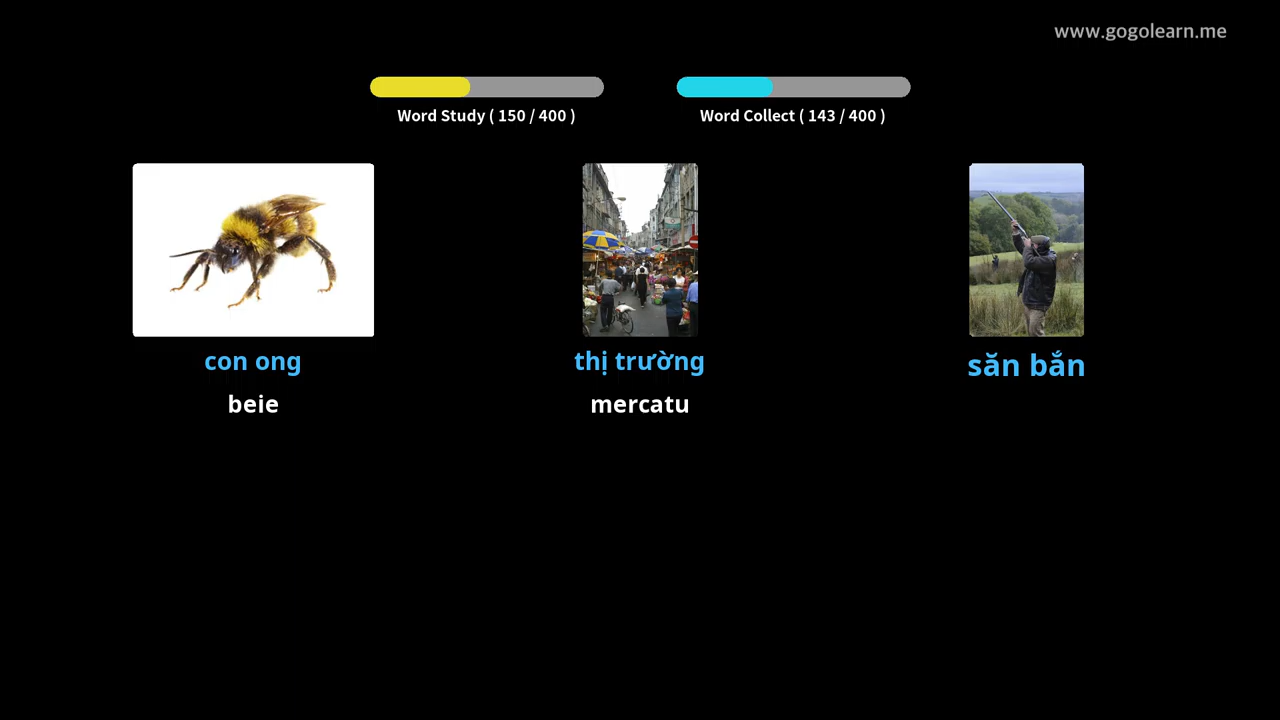 www.gogolearn.me
Word Study ( 150 / 400 )
Word Collect ( 143 / 400 )
con ong
thị trường
săn bắn
beie
mercatu